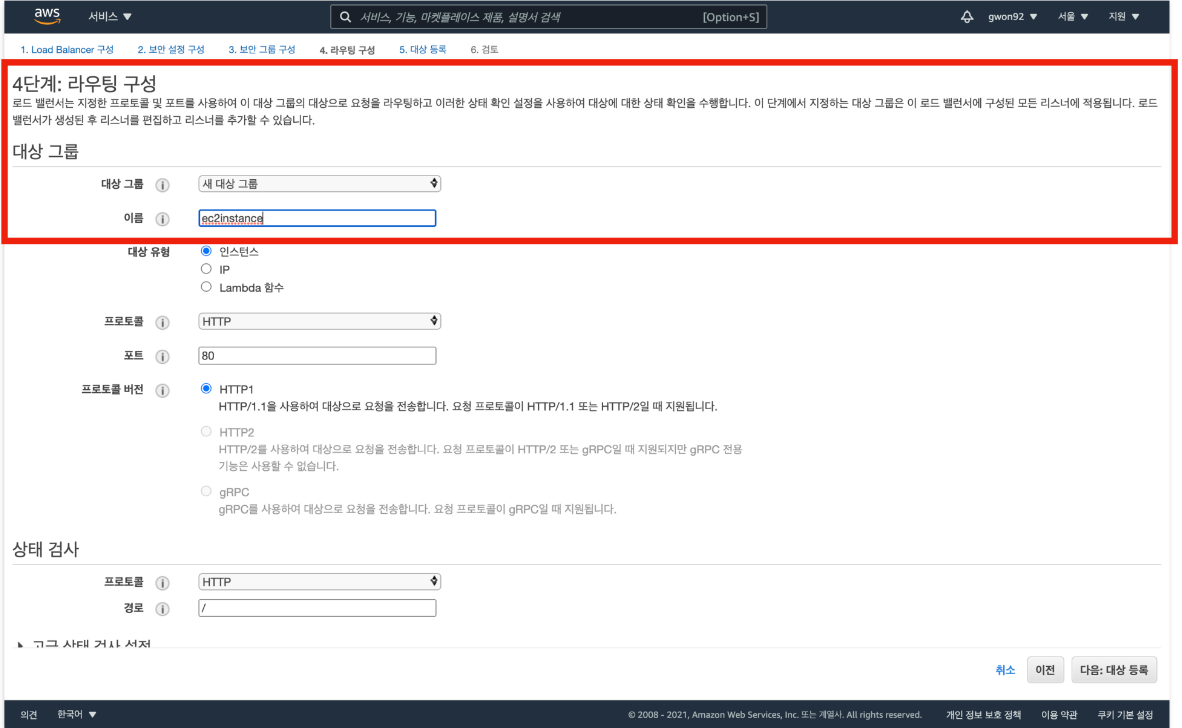 aws 서비스 ▼ 서비스, 기능, 마켓플레이스 제품, 설명서 검색 [Option+S] gwon92 ▼ 서울 ▼ 지원 ▼
1. Load Balancer 구성 2. 보안 설정 구성 3. 보안 그룹 구성 4. 라우팅 구성 5. 대상 등록 6. 검토
4단계: 라우팅 구성
로드 밸런서는 지정한 프로토콜 및 포트를 사용하여 이 대상 그룹의 대상으로 요청을 라우팅하고 이러한 상태 확인 설정을 사용하여 대상에 대한 상태 확인을 수행합니다. 이 단계에서 지정하는 대상 그룹은 이 로드 밸런서에 구성된 모든 리스너에 적용됩니다. 로드
밸런서가 생성된 후 리스너를 편집하고 리스너를 추가할 수 있습니다.
대상 그룹
대상 그룹 i 새 대상 그룹
이름 i ec2instance
대상 유형 인스턴스
IP
Lambda 함수
프로토콜 i HTTP
포트 i 80
프로토콜 버전 i HTTP1
HTTP/1.1을 사용하여 대상으로 요청을 전송합니다. 요청 프로토콜이 HTTP/1.1 또는 HTTP/2일 때 지원됩니다.
HTTP2
HTTP/2를 사용하여 대상으로 요청을 전송합니다. 요청 프로토콜이 HTTP/2 또는 gRPC일 때 지원되지만 gRPC 전용
기능은 사용할 수 없습니다.
gRPC
gRPC를 사용하여 대상으로 요청을 전송합니다. 요청 프로토콜이 gRPC일 때 지원됩니다.
상태 검사
프로토콜 i HTTP
경로 i /
고급 상태 검사 설정
취소 이전 다음: 대상 등록
의견 한국어 ▼ © 2008 - 2021, Amazon Web Services, Inc. 또는 계열사. All rights reserved. 개인 정보 보호 정책 이용 약관 쿠키 기본 설정